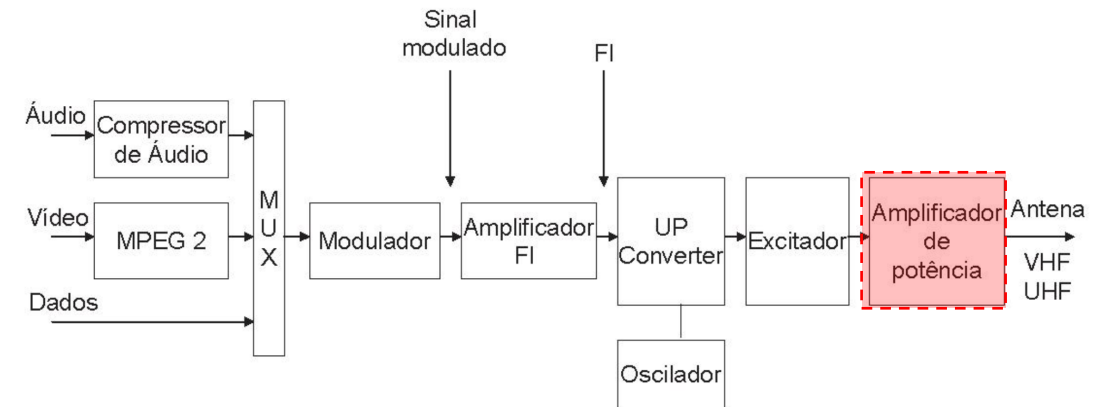 Sinal
modulado
FI
Áudio
Compressor
de Áudio
Vídeo
MPEG 2
Dados
M
U
X
Modulador
Amplificador
FI
UP
Converter
Oscilador
Excitador
Amplificador
de
potência
Antena
VHF
UHF